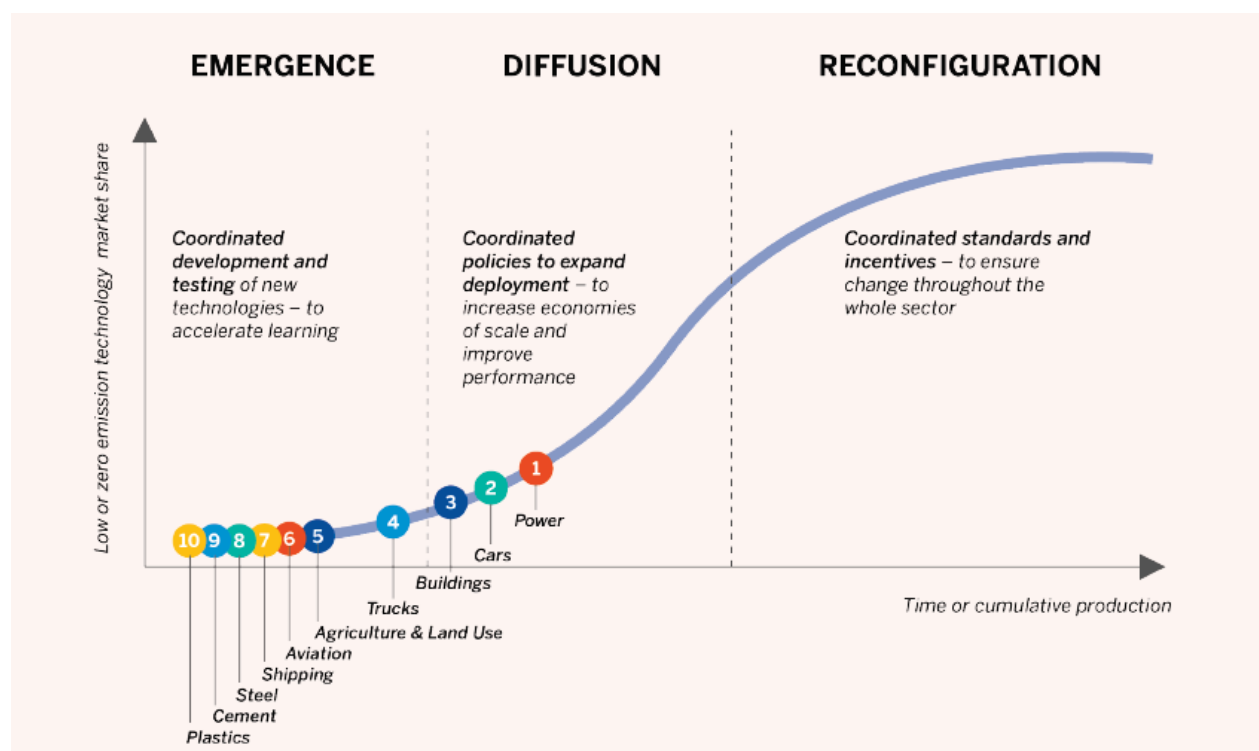 EMERGENCE
DIFFUSION
RECONFIGURATION
Low or zero emission technology market share
Coordinated
development and
testing of new
technologies – to
accelerate learning
Coordinated
policies to expand
deployment – to
increase economies
of scale and
improve
performance
Coordinated standards and
incentives – to ensure
change throughout the
whole sector
10
9
8
7
6
5
4
3
2
1
Power
Cars
Buildings
Trucks
Agriculture & Land Use
Aviation
Shipping
Steel
Cement
Plastics
Time or cumulative production